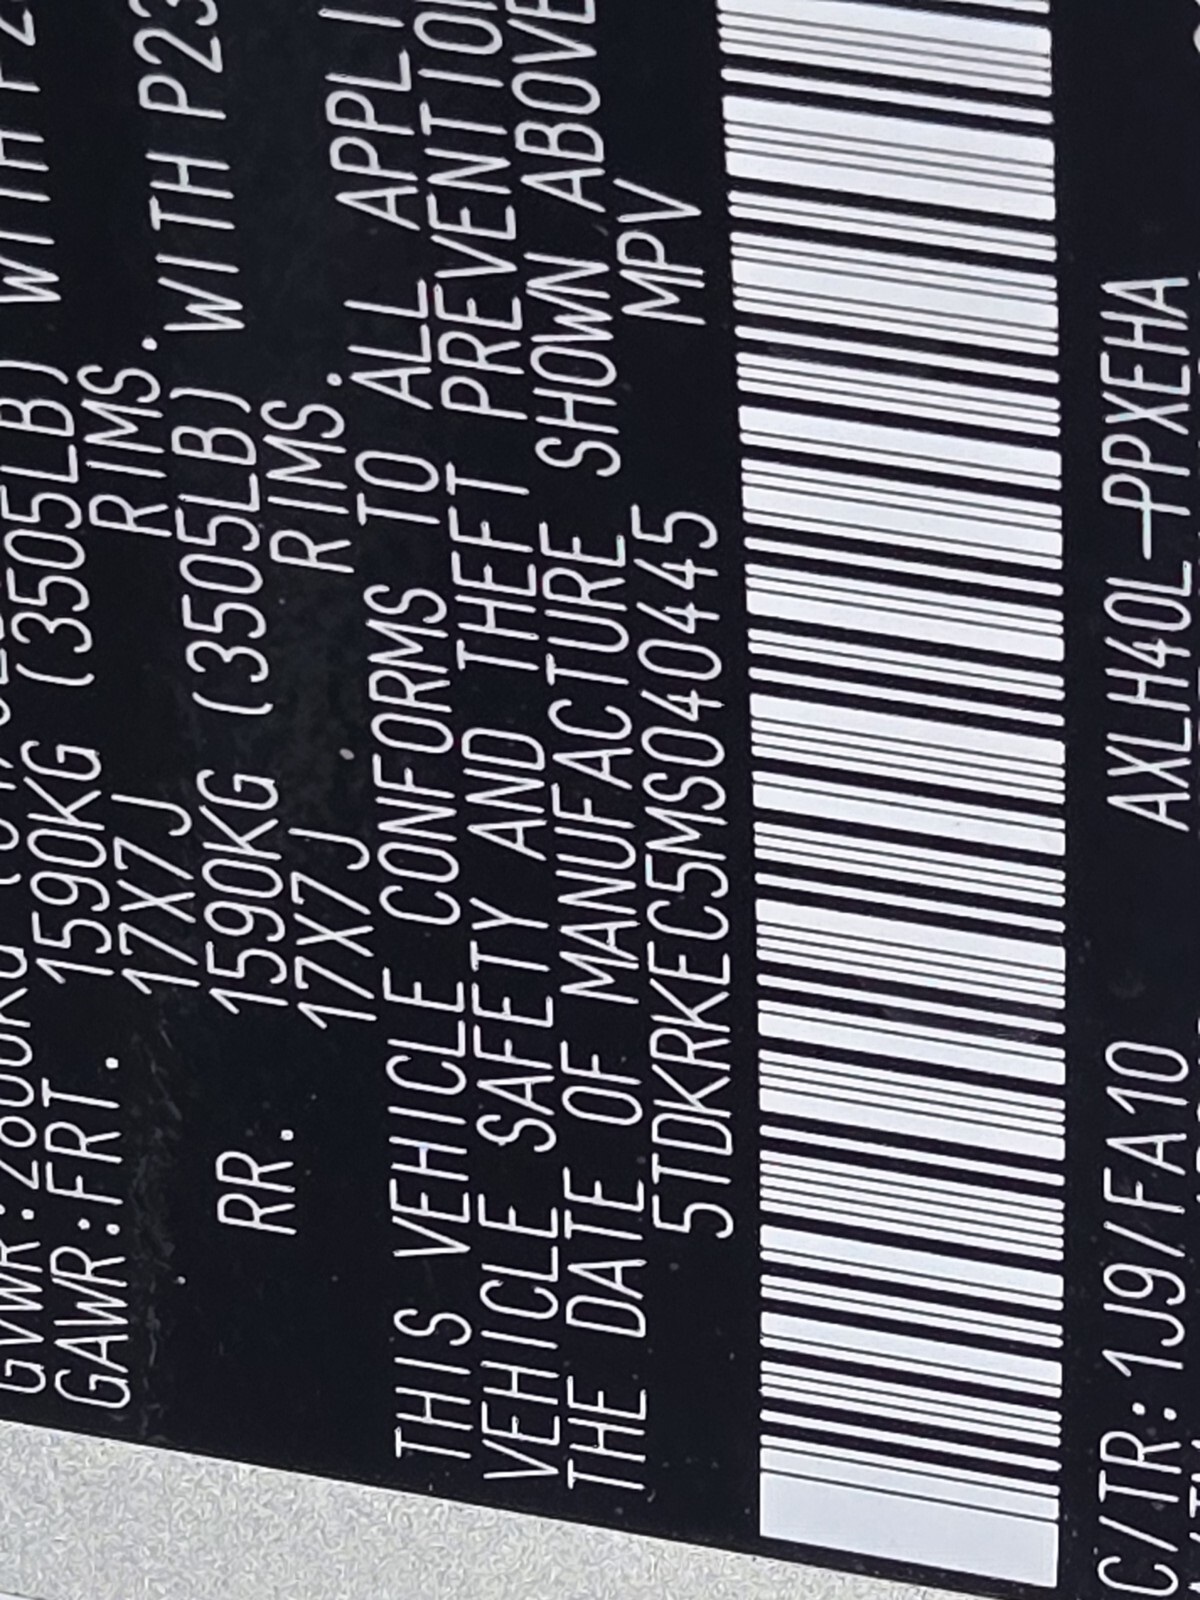 GAWR:FRT. 1590KG (3505LB) WITH
17X7J RIMS.
RR. 1590KG (3505LB) WITH P23
17X7J RIMS.
THIS VEHICLE CONFORMS TO ALL APPLI
VEHICLE SAFETY AND THEFT PREVENTION
THE DATE OF MANUFACTURE SHOWN ABOVE
5TDKRKEC5MS040445 MPV
C/TR:1J9/FA10 AXLH40L-PPXEHA